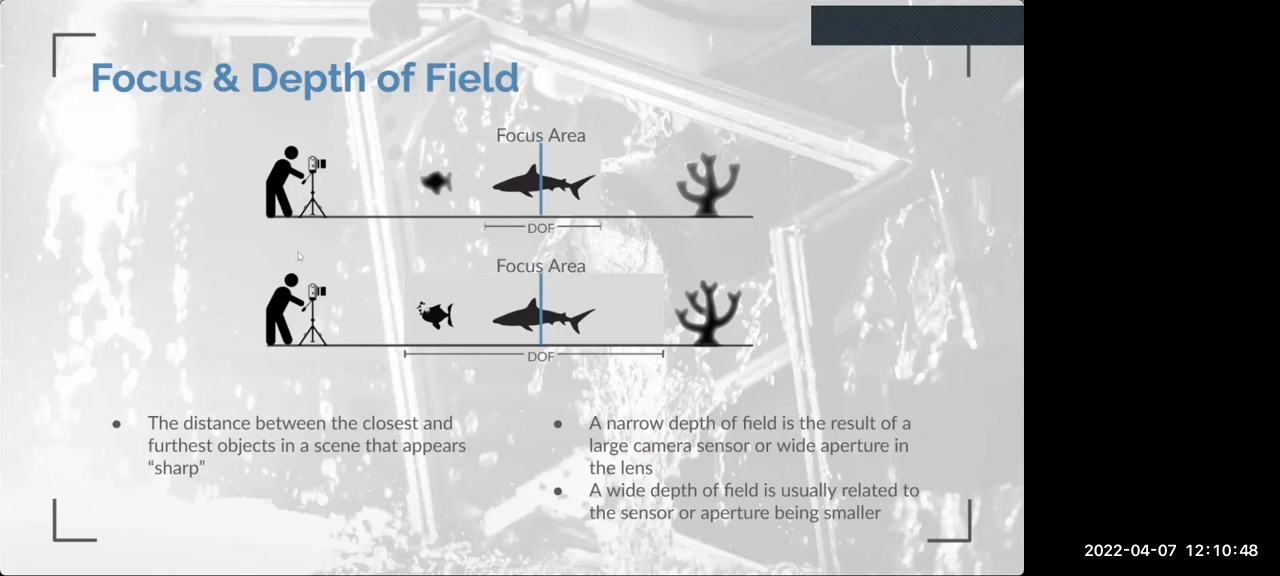 Focus & Depth of Field
Focus Area
DOF
Focus Area
DOF
● The distance between the closest and
furthest objects in a scene that appears
“sharp”
● A narrow depth of field is the result of a
large camera sensor or wide aperture in
the lens
● A wide depth of field is usually related to
the sensor or aperture being smaller
2022-04-07 12:10:48